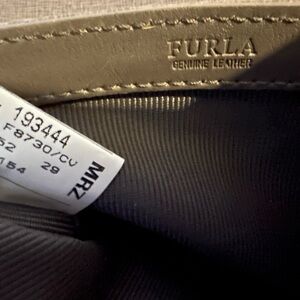 FURLA
GENUINE LEATHER
193444
F8730/CV
52
154 29
MRZ